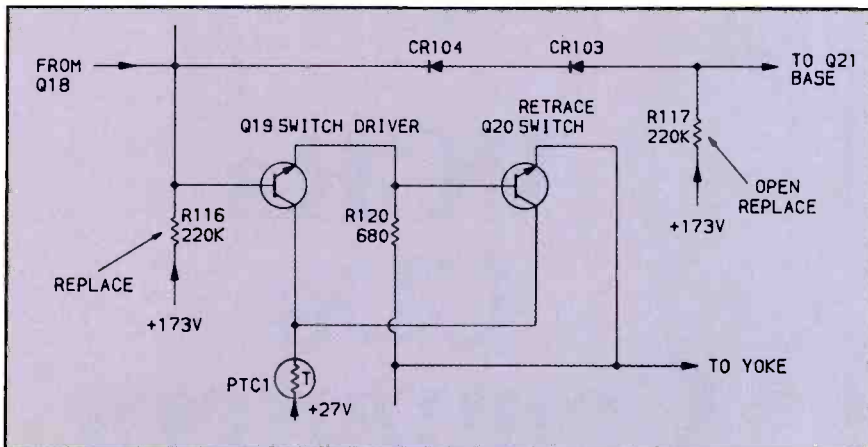 FROM
Q18
CR104
CR103
TO Q21
BASE
Q19 SWITCH DRIVER
RETRACE
Q20 SWITCH
R117
220K
OPEN
REPLACE
+173V
R116
220K
REPLACE
+173V
R120
680
PTC1
T
+27V
TO YOKE